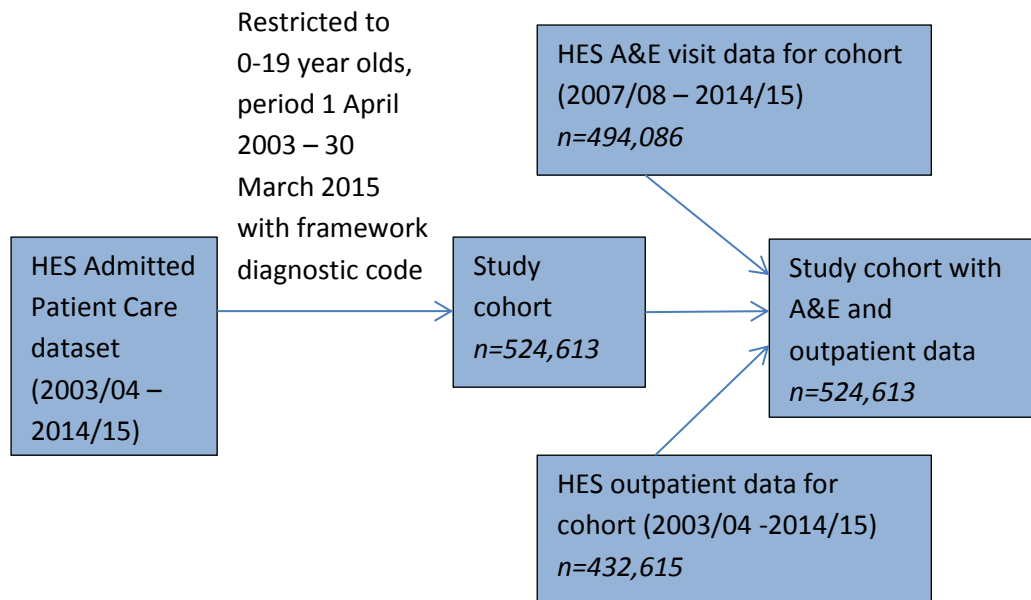 HES Admitted
Patient Care
dataset
(2003/04 –
2014/15)
Restricted to
0-19 year olds,
period 1 April
2003 – 30
March 2015
with framework
diagnostic code
Study
cohort
n=524,613
HES A&E visit data for cohort
(2007/08 – 2014/15)
n=494,086
HES outpatient data for
cohort (2003/04 -2014/15)
n=432,615
Study cohort with
A&E and
outpatient data
n=524,613